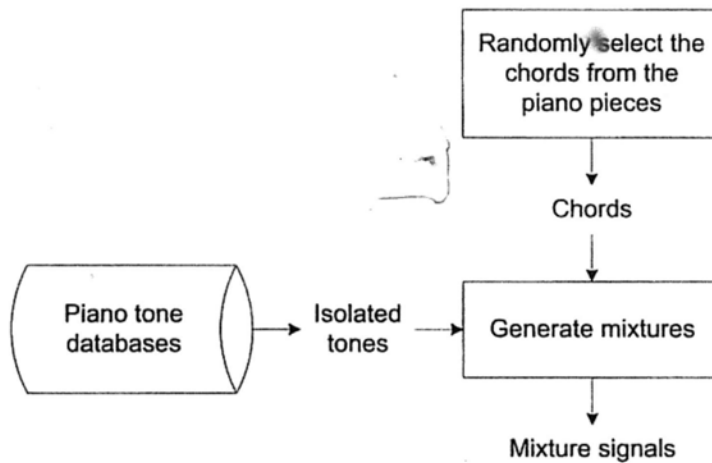 Randomly select the
chords from the
piano pieces
Chords
Piano tone
databases
Isolated
tones
Generate mixtures
Mixture signals